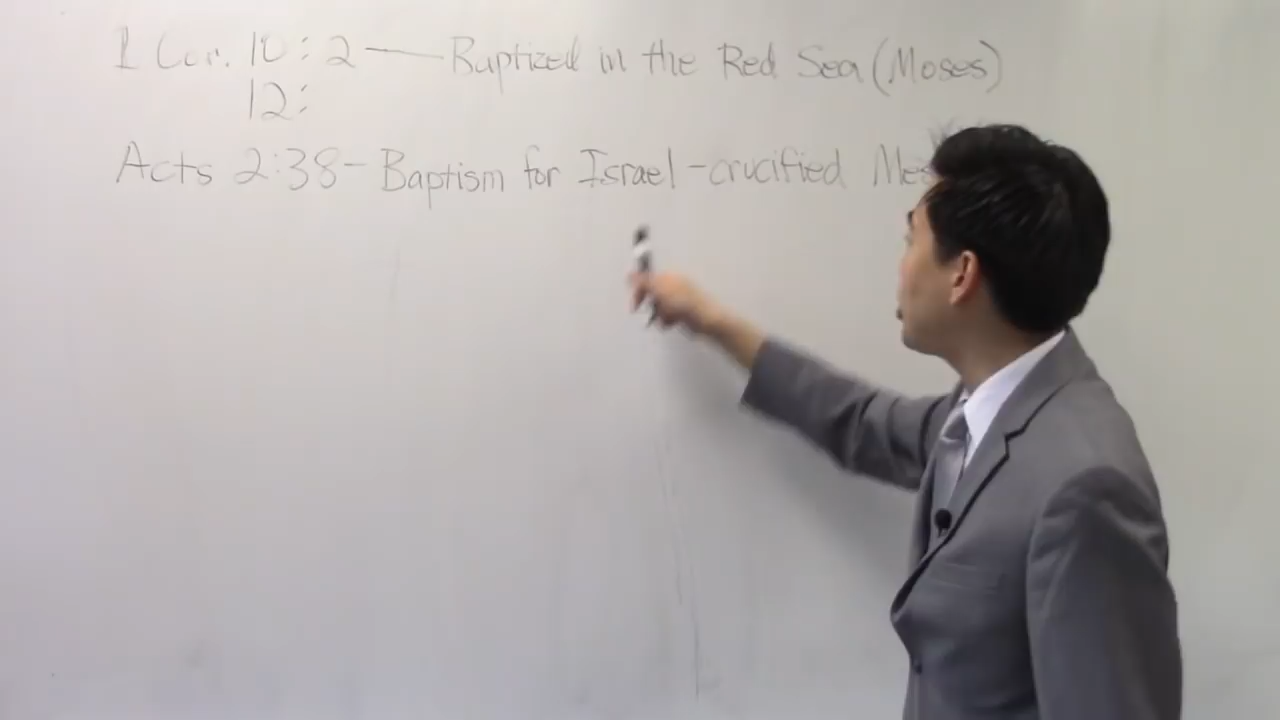 1 Cor. 10:2 — Baptized in the Red Sea (Moses)
12:
Acts 2:38 - Baptism for Israel - crucified